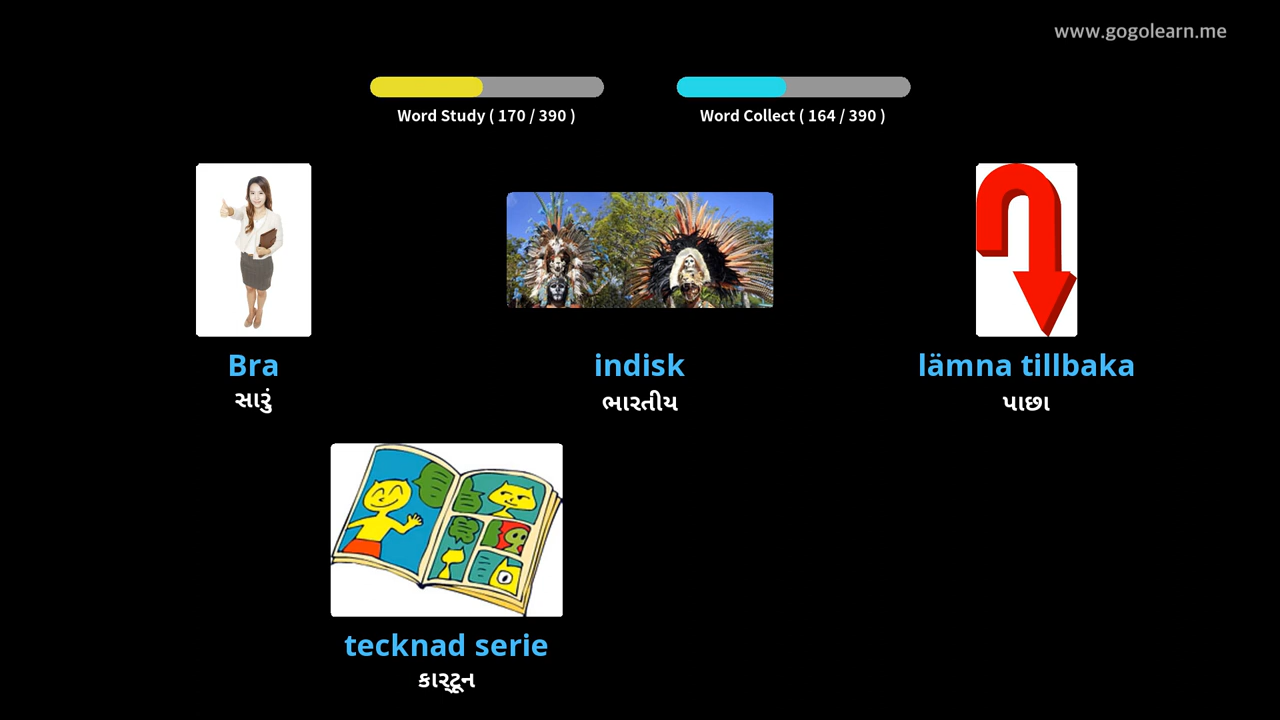 www.gogolearn.me
Word Study ( 170 / 390 )
Word Collect ( 164 / 390 )
Bra
સારું
indisk
ભારતીય
lämna tillbaka
પાછા
tecknad serie
કાર્ટૂન